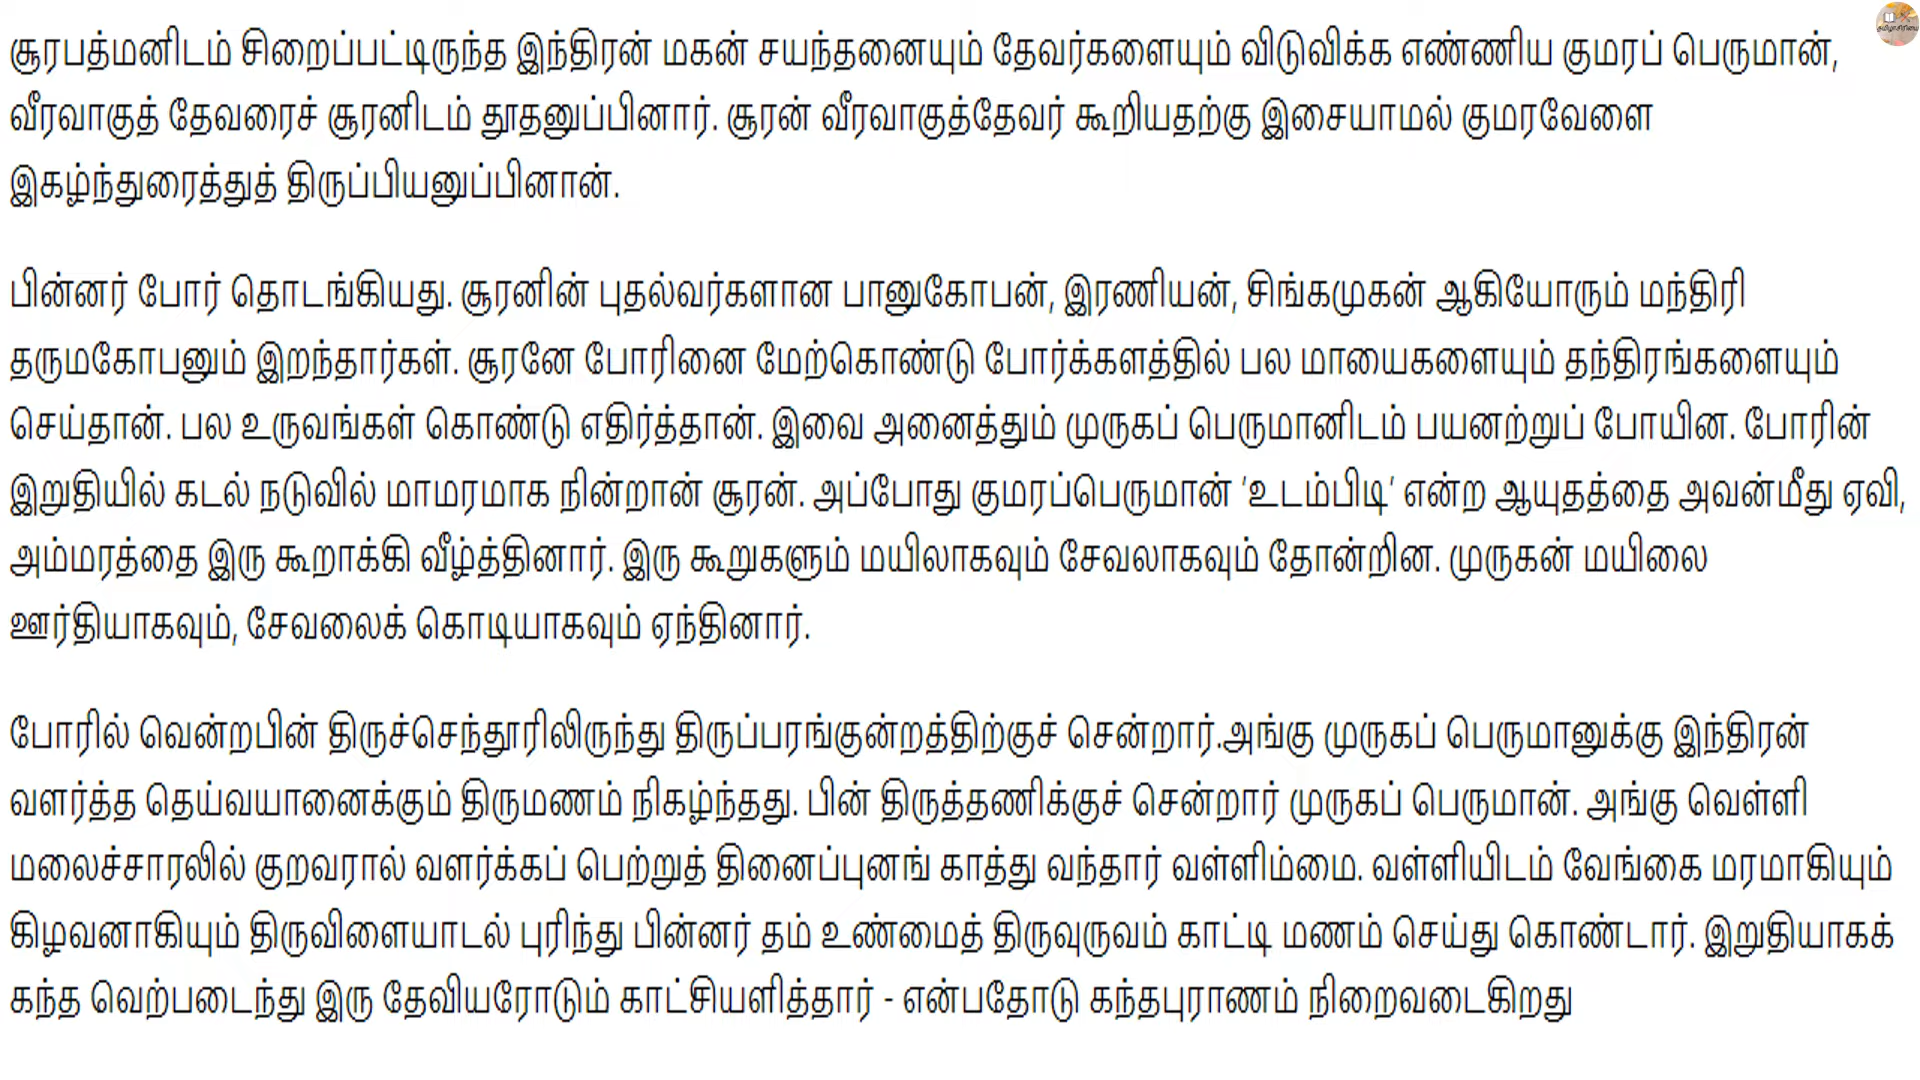 சூரபத்மனிடம் சிறைப்பட்டிருந்த இந்திரன் மகன் சயந்தனையும் தேவர்களையும் விடுவிக்க எண்ணிய குமரப் பெருமான்,
வீரவாகுத் தேவரைச் சூரனிடம் தூதனுப்பினார். சூரன் வீரவாகுத்தேவர் கூறியதற்கு இசையாமல் குமரவேளை
இகழ்ந்துரைத்துத் திருப்பியனுப்பினான்.
பின்னர் போர் தொடங்கியது. சூரனின் புதல்வர்களான பானுகோபன், இரணியன், சிங்கமுகன் ஆகியோரும் மந்திரி
தருமகோபனும் இறந்தார்கள். சூரனே போரினை மேற்கொண்டு போர்க்களத்தில் பல மாயைகளையும் தந்திரங்களையும்
செய்தான். பல உருவங்கள் கொண்டு எதிர்த்தான். இவை அனைத்தும் முருகப் பெருமானிடம் பயனற்றுப் போயின. போரின்
இறுதியில் கடல் நடுவில் மாமரமாக நின்றான் சூரன். அப்போது குமரப்பெருமான் ‘உடம்பிடி’ என்ற ஆயுதத்தை அவன்மீது ஏவி,
அம்மரத்தை இரு கூறாக்கி வீழ்த்தினார். இரு கூறுகளும் மயிலாகவும் சேவலாகவும் தோன்றின. முருகன் மயிலை
ஊர்தியாகவும், சேவலைக் கொடியாகவும் ஏந்தினார்.
போரில் வென்றபின் திருச்செந்தூரிலிருந்து திருப்பரங்குன்றத்திற்குச் சென்றார்.அங்கு முருகப் பெருமானுக்கு இந்திரன்
வளர்த்த தெய்வயானைக்கும் திருமணம் நிகழ்ந்தது. பின் திருத்தணிக்குச் சென்றார் முருகப் பெருமான். அங்கு வெள்ளி
மலைச்சாரலில் குறவரால் வளர்க்கப் பெற்றுத் தினைப்புனங் காத்து வந்தார் வள்ளிம்மை. வள்ளியிடம் வேங்கை மரமாகியும்
கிழவனாகியும் திருவிளையாடல் புரிந்து பின்னர் தம் உண்மைத் திருவுருவம் காட்டி மணம் செய்து கொண்டார். இறுதியாகக்
கந்த வெற்படைந்து இரு தேவியரோடும் காட்சியளித்தார் - என்பதோடு கந்தபுராணம் நிறைவடைகிறது